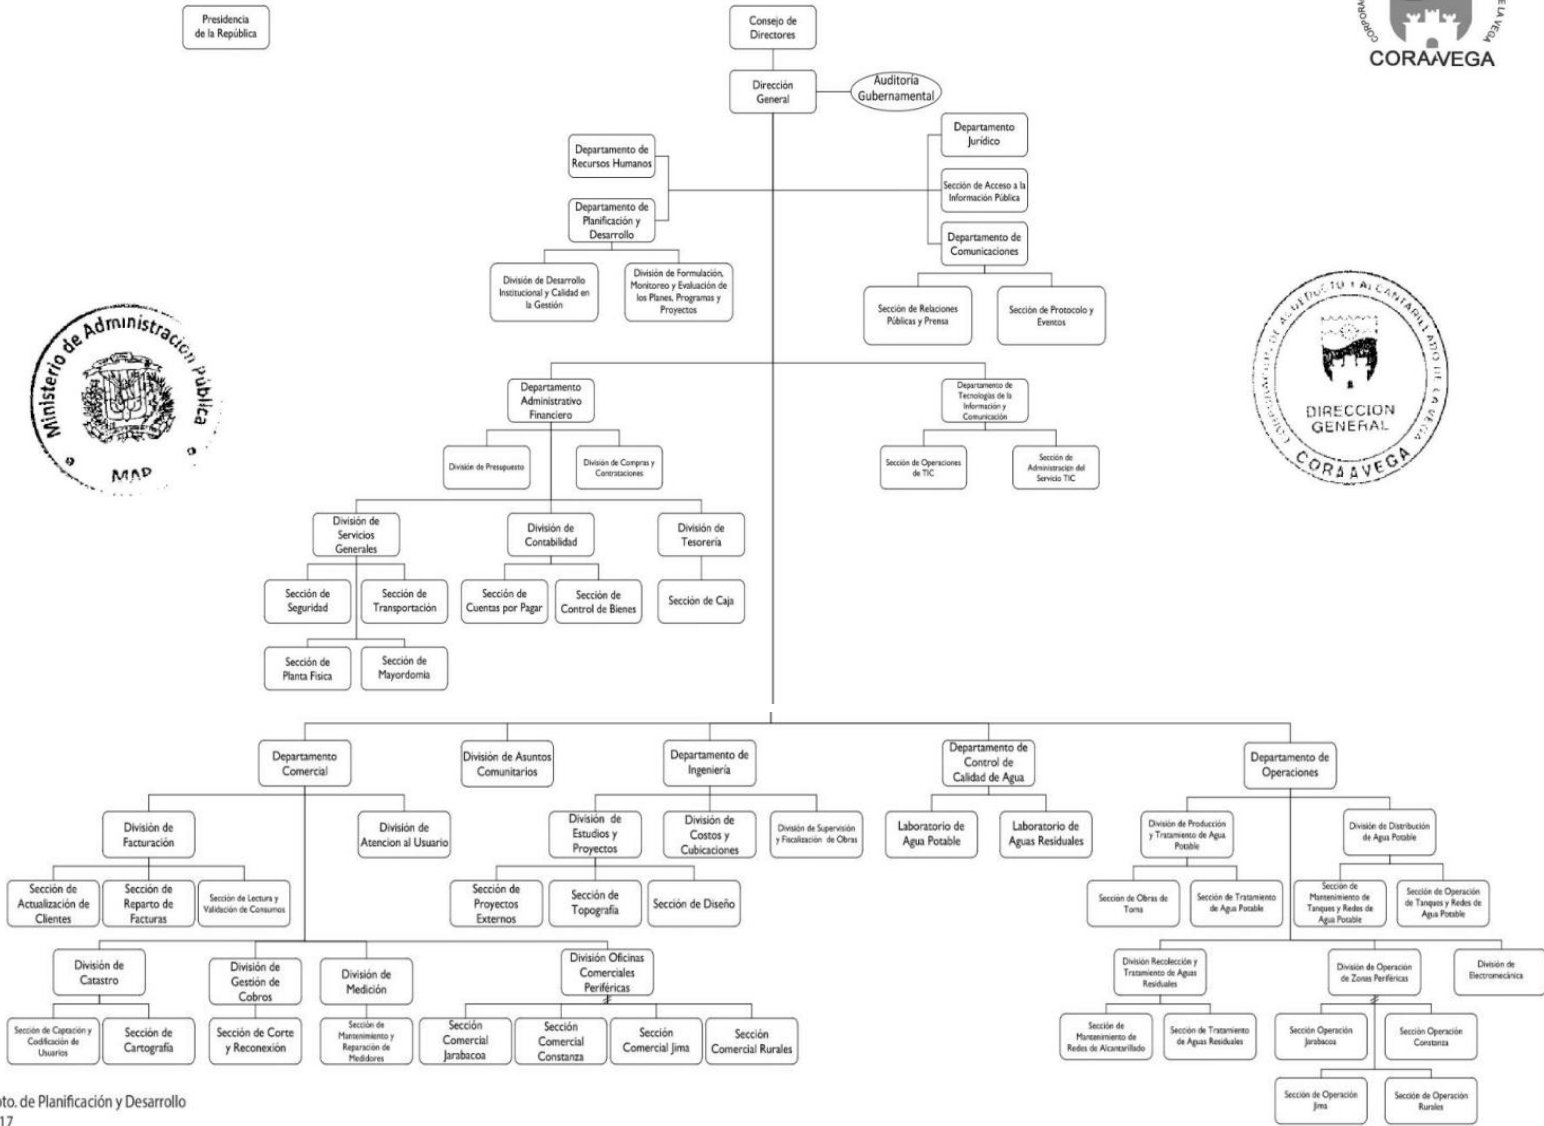 Presidencia
de la República
Consejo de
Directores
CORAAVEGA
Dirección
General
Auditoría
Gubernamental
Departamento de
Recursos Humanos
Departamento
Jurídico
Sección de Acceso a la
Información Pública
Departamento de
Planificación y
Desarrollo
Departamento de
Comunicaciones
División de Desarrollo
Institucional y Calidad en
la Gestión
División de Formulación,
Monitoreo y Evaluación de
los Planes, Programas y
Proyectos
Sección de Relaciones
Públicas y Prensa
Sección de Protocolo y
Eventos
Ministerio de Administración Pública
MAP
CORPORACION DE ACUEDUCTO Y ALCANTARILLADO DE LA VEGA
DIRECCION
GENERAL
CORAAVEGA
Departamento
Administrativo
Financiero
Departamento de
Tecnologías de la
Información y
Comunicación
División de Presupuesto
División de Compras y
Contrataciones
Sección de Operaciones
de TIC
Sección de
Administración del
Servicio TIC
División de
Servicios
Generales
División de
Contabilidad
División de
Tesorería
Sección de
Seguridad
Sección de
Transportación
Sección de
Cuentas por Pagar
Sección de
Control de Bienes
Sección de Caja
Sección de
Planta Fisica
Sección de
Mayordomia
Departamento
Comercial
División de Asuntos
Comunitarios
Departamento de
Ingeniería
Departamento de
Control de
Calidad de Agua
Departamento de
Operaciones
División de
Facturación
División de
Atencion al Usuario
División de
Estudios y
Proyectos
División de
Costos y
Cubicaciones
División de Supervisión
y Fiscalización de Obras
Laboratorio de
Agua Potable
Laboratorio de
Aguas Residuales
División de Producción
y Tratamiento de Agua
Potable
División de Distribución
de Agua Potable
Sección de
Actualización de
Clientes
Sección de
Reparto de
Facturas
Sección de Lectura y
Validación de Consumos
Sección de
Proyectos
Externos
Sección de
Topografía
Sección de Diseño
Sección de Obras de
Toma
Sección de Tratamiento
de Agua Potable
Sección de
Mantenimiento de
Tanques y Redes de
Agua Potable
Sección de Operación
de Tanques y Redes de
Agua Potable
División de
Catastro
División de
Gestión de
Cobros
División de
Medición
División Oficinas
Comerciales
Periféricas
División Recolección y
Tratamiento de Aguas
Residuales
División de Operación
de Zonas Periféricas
División de
Electromecánica
Sección de Captación y
Codificación de
Usuarios
Sección de
Cartografía
Sección de Corte
y Reconexión
Sección de
Mantenimiento y
Reparación de
Medidores
Sección
Comercial
Jarabacoa
Sección
Comercial
Constanza
Sección
Comercial Jima
Sección
Comercial Rurales
Sección de
Mantenimiento de
Redes de Alcantarillado
Sección de Tratamiento
de Aguas Residuales
Sección Operación
Jarabacoa
Sección Operación
Constanza
Sección de Operación
Jima
Sección de Operación
Rurales
pto. de Planificación y Desarrollo
17